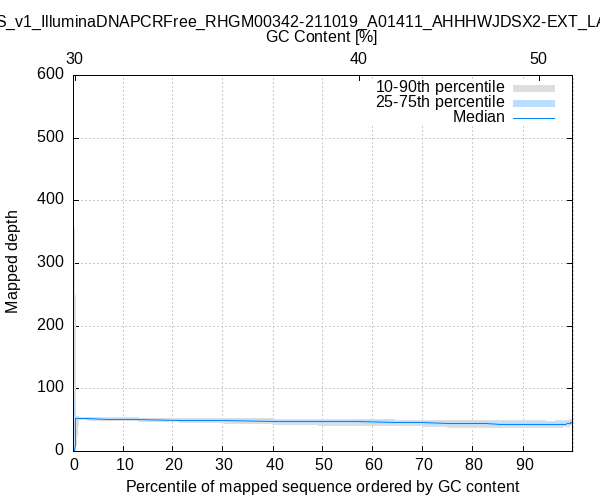 S_v1_IlluminaDNAPCRFree_RHGM00342-211019_A01411_AHHHWJDSX2-EXT_LA
GC Content [%]
30 40 50
600
10-90th percentile
25-75th percentile
Median
500
400
300
200
100
0
Mapped depth
0 10 20 30 40 50 60 70 80 90
Percentile of mapped sequence ordered by GC content